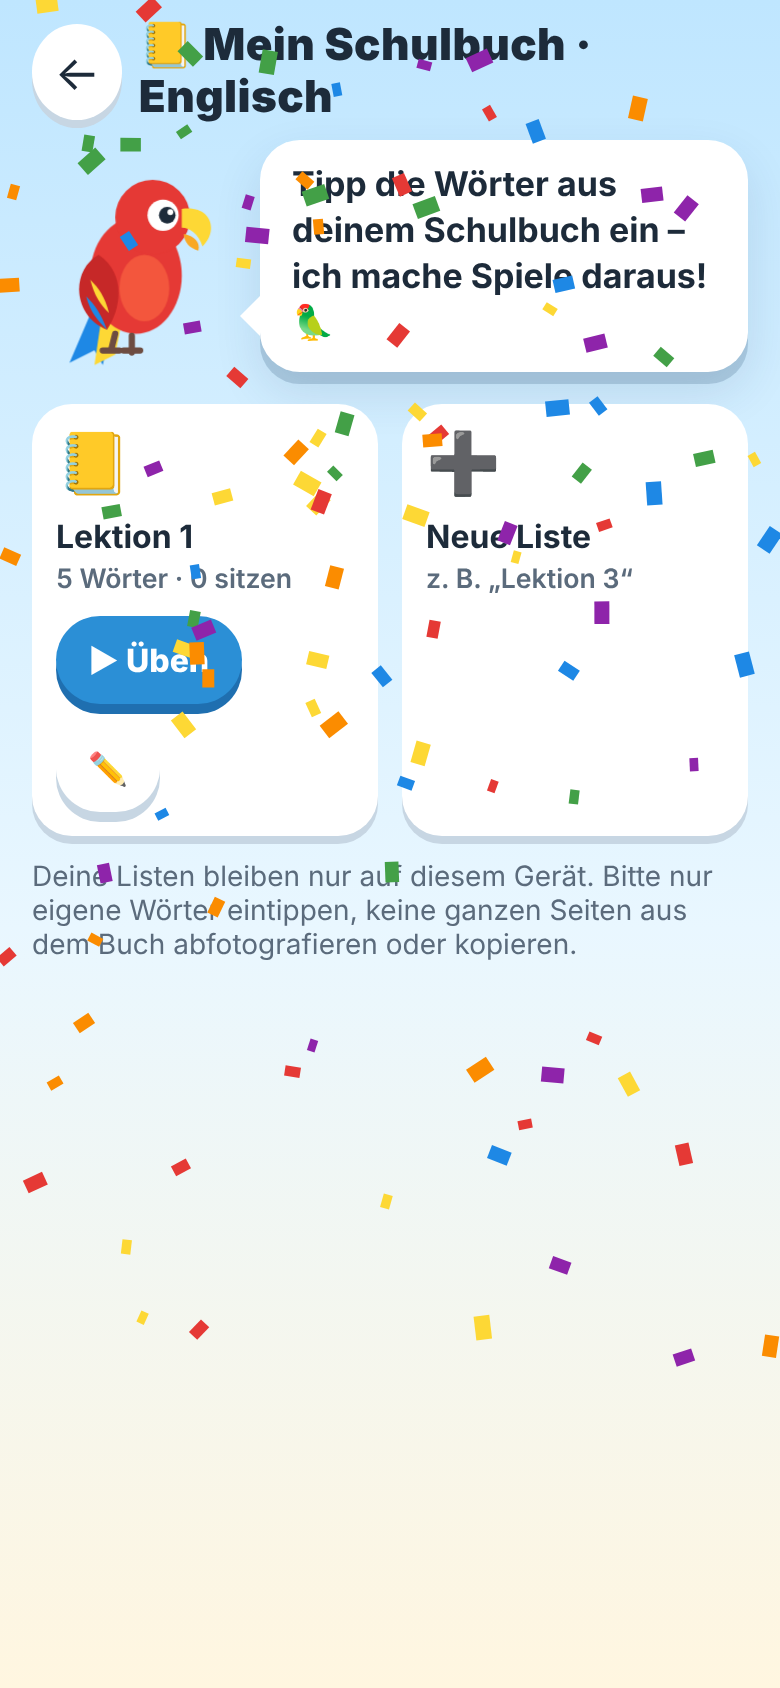 📒 Mein Schulbuch ·
Englisch
Tipp die Wörter aus
deinem Schulbuch ein –
ich mache Spiele daraus!
🦜
Lektion 1
5 Wörter · 0 sitzen
▶ Üben
Neue Liste
z. B. „Lektion 3“
Deine Listen bleiben nur auf diesem Gerät. Bitte nur
eigene Wörter eintippen, keine ganzen Seiten aus
dem Buch abfotografieren oder kopieren.